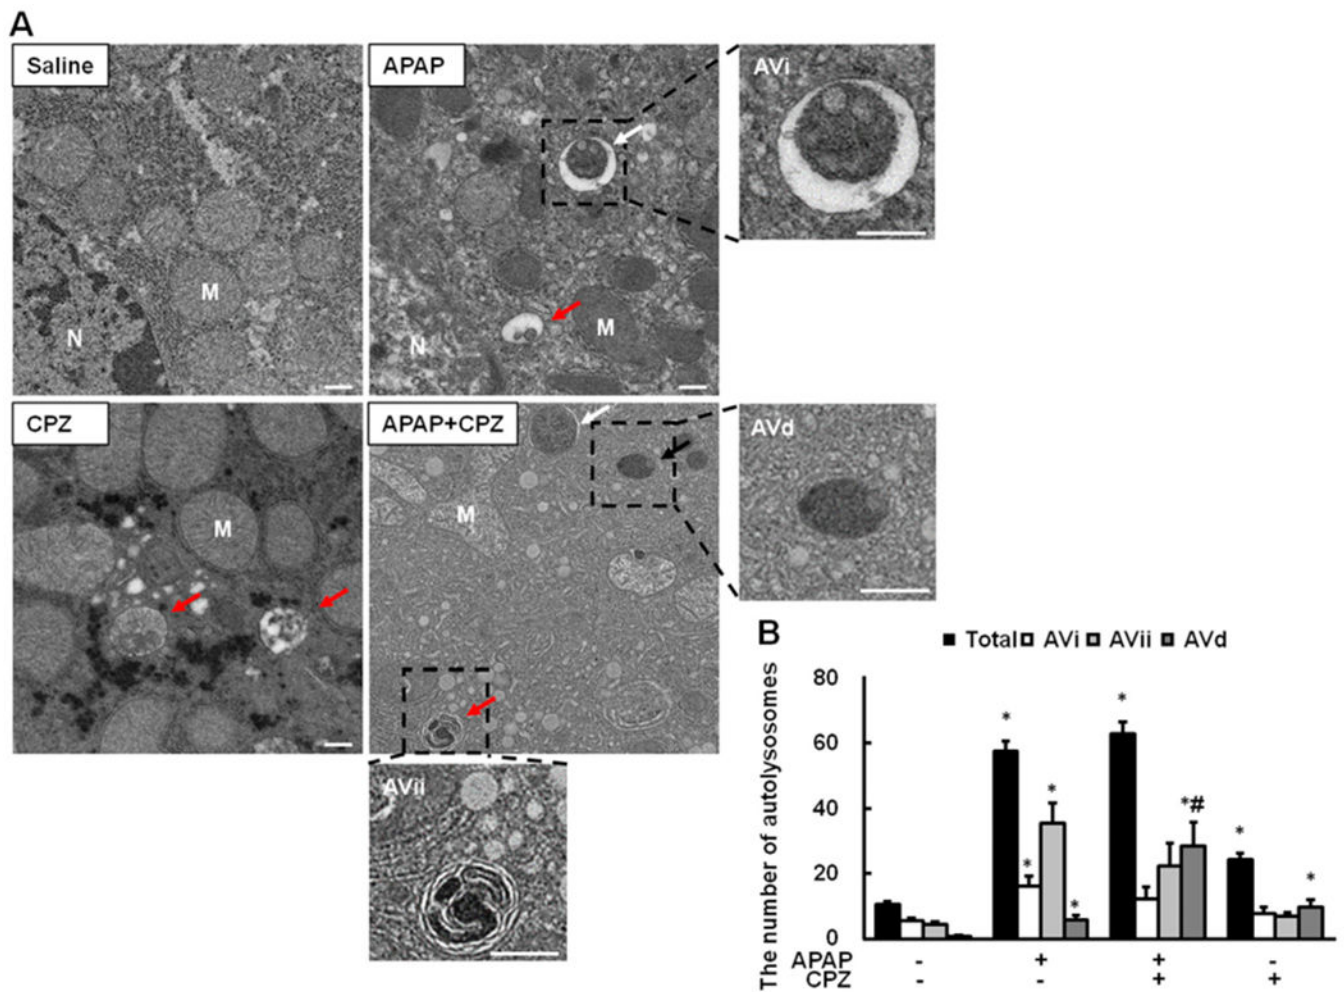 A
Saline
N
M
APAP
N
M
AVi
CPZ
M
APAP+CPZ
M
AVd
AVii
B
Total AVi AVii AVd
The number of autolysosomes
80
60
40
20
0
* * * *
* *#
* *
APAP - + + -
CPZ - - + +